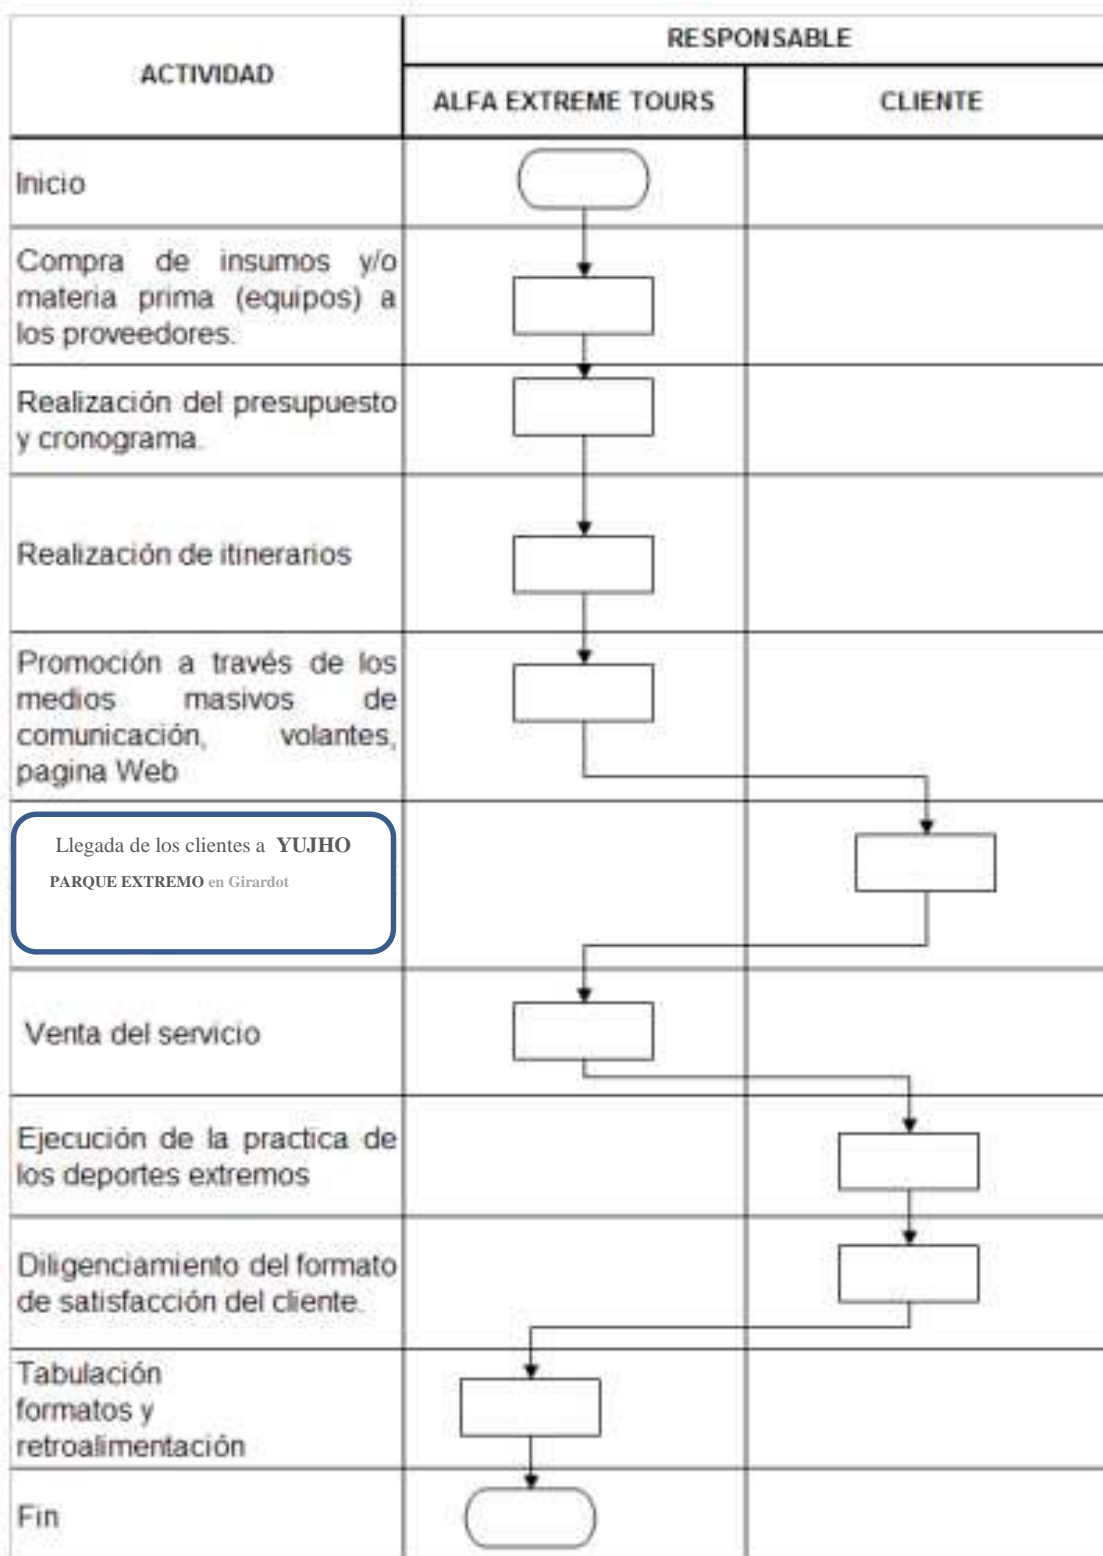 RESPONSABLE
ACTIVIDAD
ALFA EXTREME TOURS
CLIENTE
Inicio
Compra de insumos y/o
materia prima (equipos) a
los proveedores.
Realización del presupuesto
y cronograma.
Realización de itinerarios
Promoción a través de los
medios masivos de
comunicación, volantes,
pagina Web
Llegada de los clientes a YUJHO
PARQUE EXTREMO en Girardot
Venta del servicio
Ejecución de la practica de
los deportes extremos
Diligenciamiento del formato
de satisfacción del cliente.
Tabulación
formatos y
retroalimentación
Fin